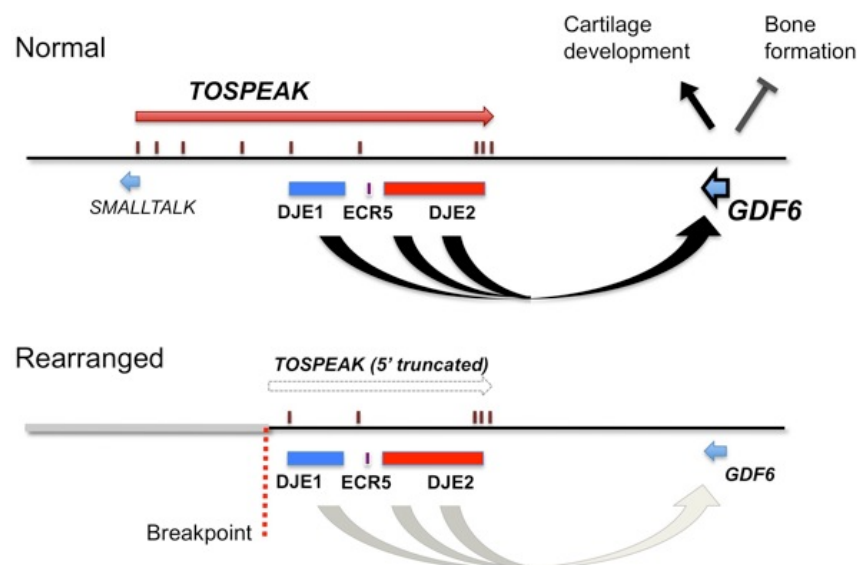 Normal
Cartilage
development
Bone
formation
TOSPEAK
SMALLTALK
DJE1
ECR5
DJE2
GDF6
Rearranged
TOSPEAK (5' truncated)
DJE1
ECR5
DJE2
GDF6
Breakpoint